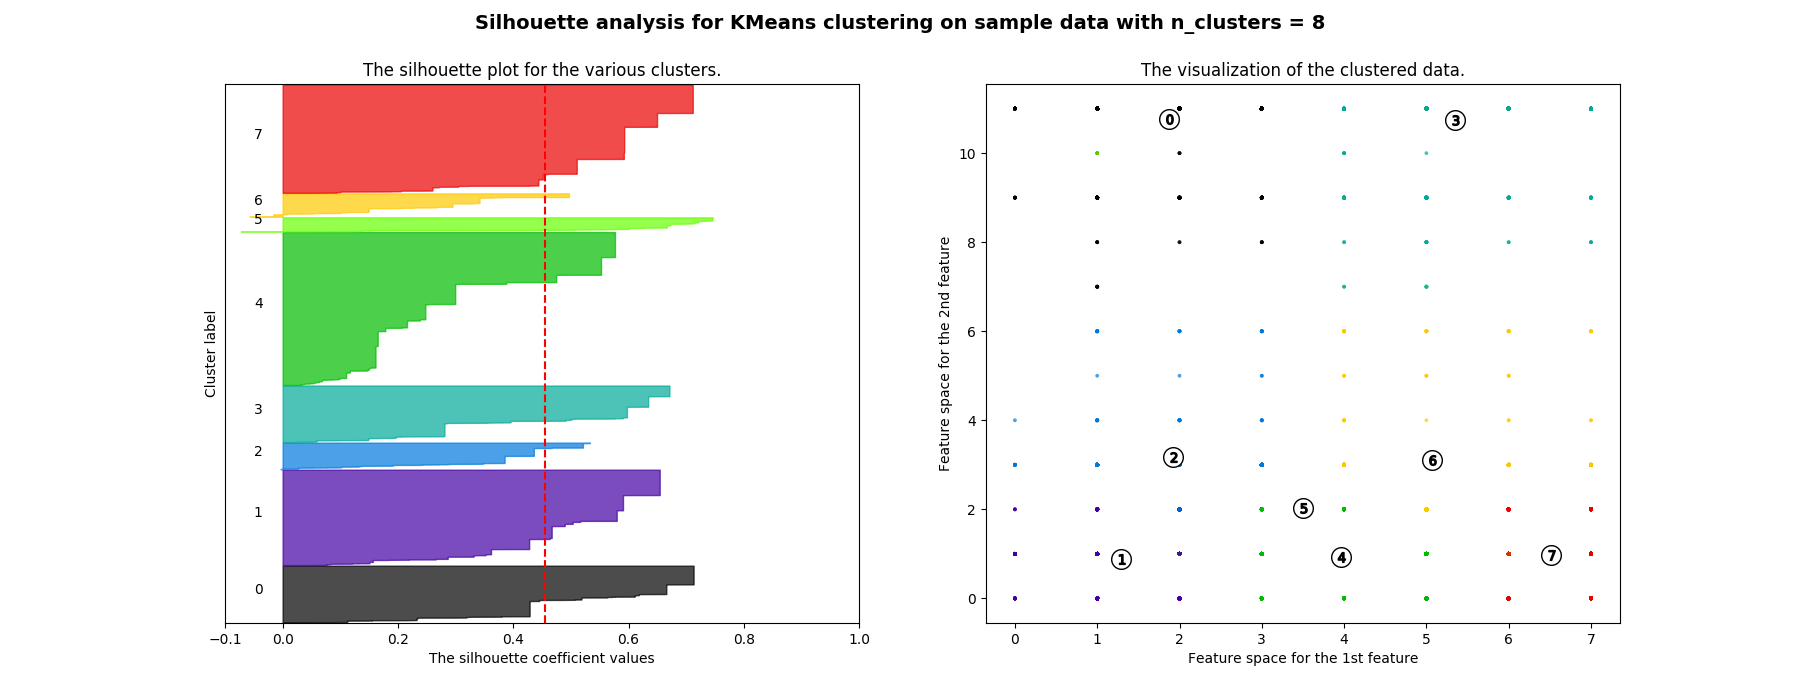 Silhouette analysis for KMeans clustering on sample data with n_clusters = 8
The silhouette plot for the various clusters.
7
6
5
4
3
2
1
0
Cluster label
−0.1 0.0 0.2 0.4 0.6 0.8 1.0
The silhouette coefficient values
The visualization of the clustered data.
0 3
2 6
5
1 4 7
10
8
6
4
2
0
Feature space for the 2nd feature
0 1 2 3 4 5 6 7
Feature space for the 1st feature